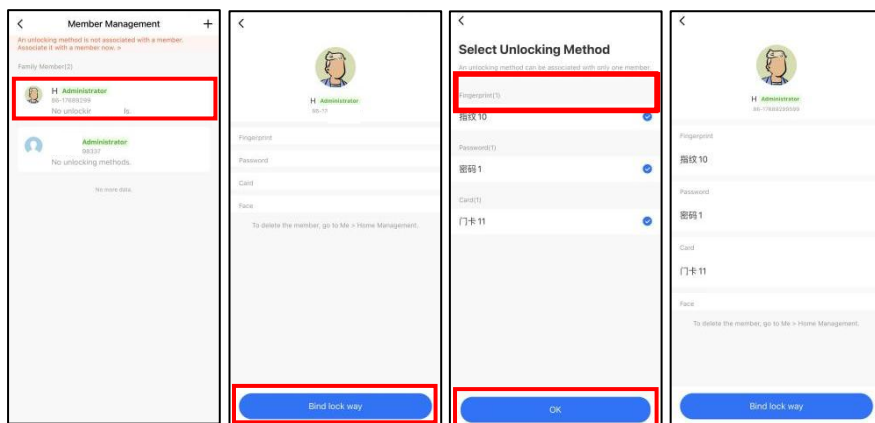 Member Management
An unlocking method is not associated with a member.
Associate it with a member now. »
Family Member(2)
H Administrator
86-17689299
No unlockin ls.
Administrator
98337
No unlocking methods.
No more data.
H Administrator
86-17
Fingerprint
Password
Card
Face
To delete the member, go to Me > Home Management.
Bind lock way
Select Unlocking Method
An unlocking method can be associated with only one member.
Fingerprint(1)
指纹 10
Password(1)
密码 1
Card(1)
门卡 11
OK
H Administrator
Fingerprint
指纹 10
Password
密码 1
Card
门卡 11
Face
To delete the member, go to Me > Home Management.
Bind lock way